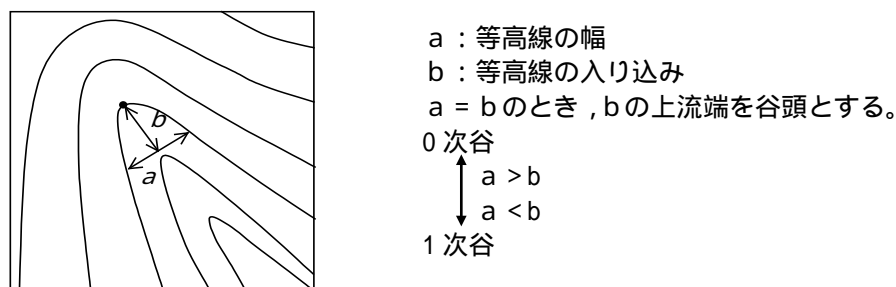 b
a
a：等高線の幅
b：等高線の入り込み
a＝bのとき，bの上流端を谷頭とする。
0次谷
a＞b
a＜b
1次谷